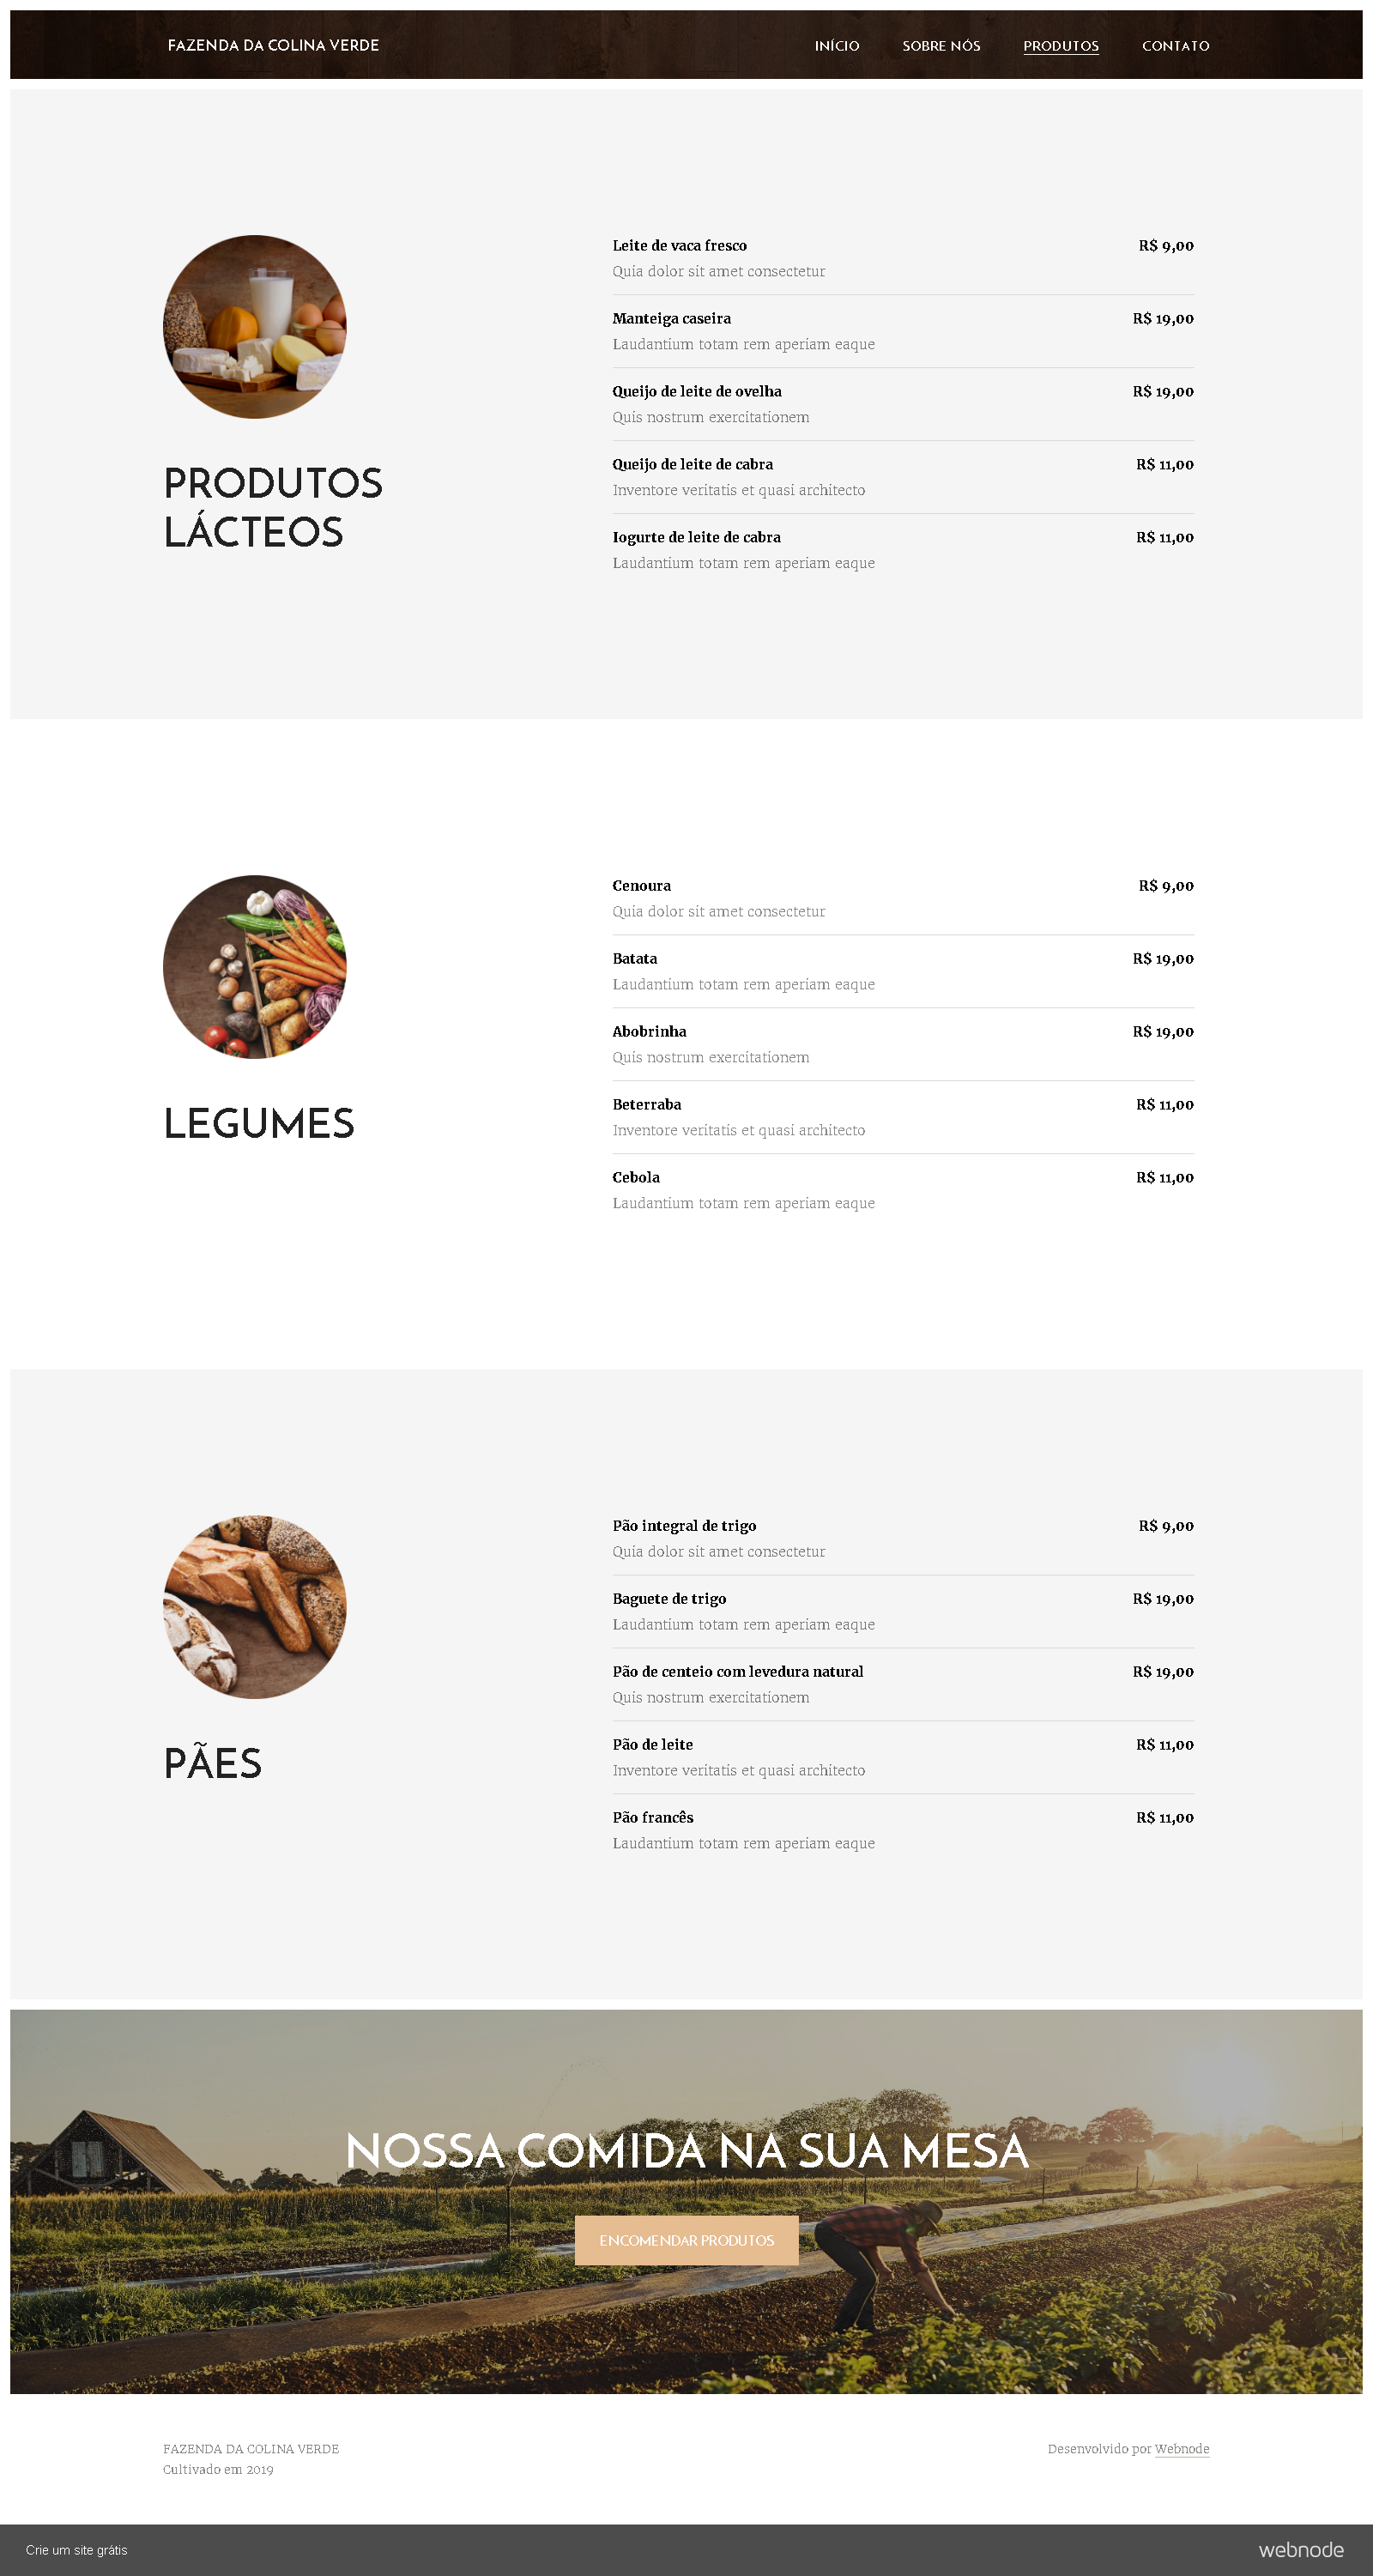 FAZENDA DA COLINA VERDE
INÍCIO SOBRE NÓS PRODUTOS CONTATO
PRODUTOS
LÁCTEOS
Leite de vaca fresco R$ 9,00
Quia dolor sit amet consectetur
Manteiga caseira R$ 19,00
Laudantium totam rem aperiam eaque
Queijo de leite de ovelha R$ 19,00
Quis nostrum exercitationem
Queijo de leite de cabra R$ 11,00
Inventore veritatis et quasi architecto
Iogurte de leite de cabra R$ 11,00
Laudantium totam rem aperiam eaque
LEGUMES
Cenoura R$ 9,00
Quia dolor sit amet consectetur
Batata R$ 19,00
Laudantium totam rem aperiam eaque
Abobrinha R$ 19,00
Quis nostrum exercitationem
Beterraba R$ 11,00
Inventore veritatis et quasi architecto
Cebola R$ 11,00
Laudantium totam rem aperiam eaque
PÃES
Pão integral de trigo R$ 9,00
Quia dolor sit amet consectetur
Baguete de trigo R$ 19,00
Laudantium totam rem aperiam eaque
Pão de centeio com levedura natural R$ 19,00
Quis nostrum exercitationem
Pão de leite R$ 11,00
Inventore veritatis et quasi architecto
Pão francês R$ 11,00
Laudantium totam rem aperiam eaque
NOSSA COMIDA NA SUA MESA
ENCOMENDAR PRODUTOS
FAZENDA DA COLINA VERDE
Cultivado em 2019
Desenvolvido por Webnode
Crie um site grátis
webnode